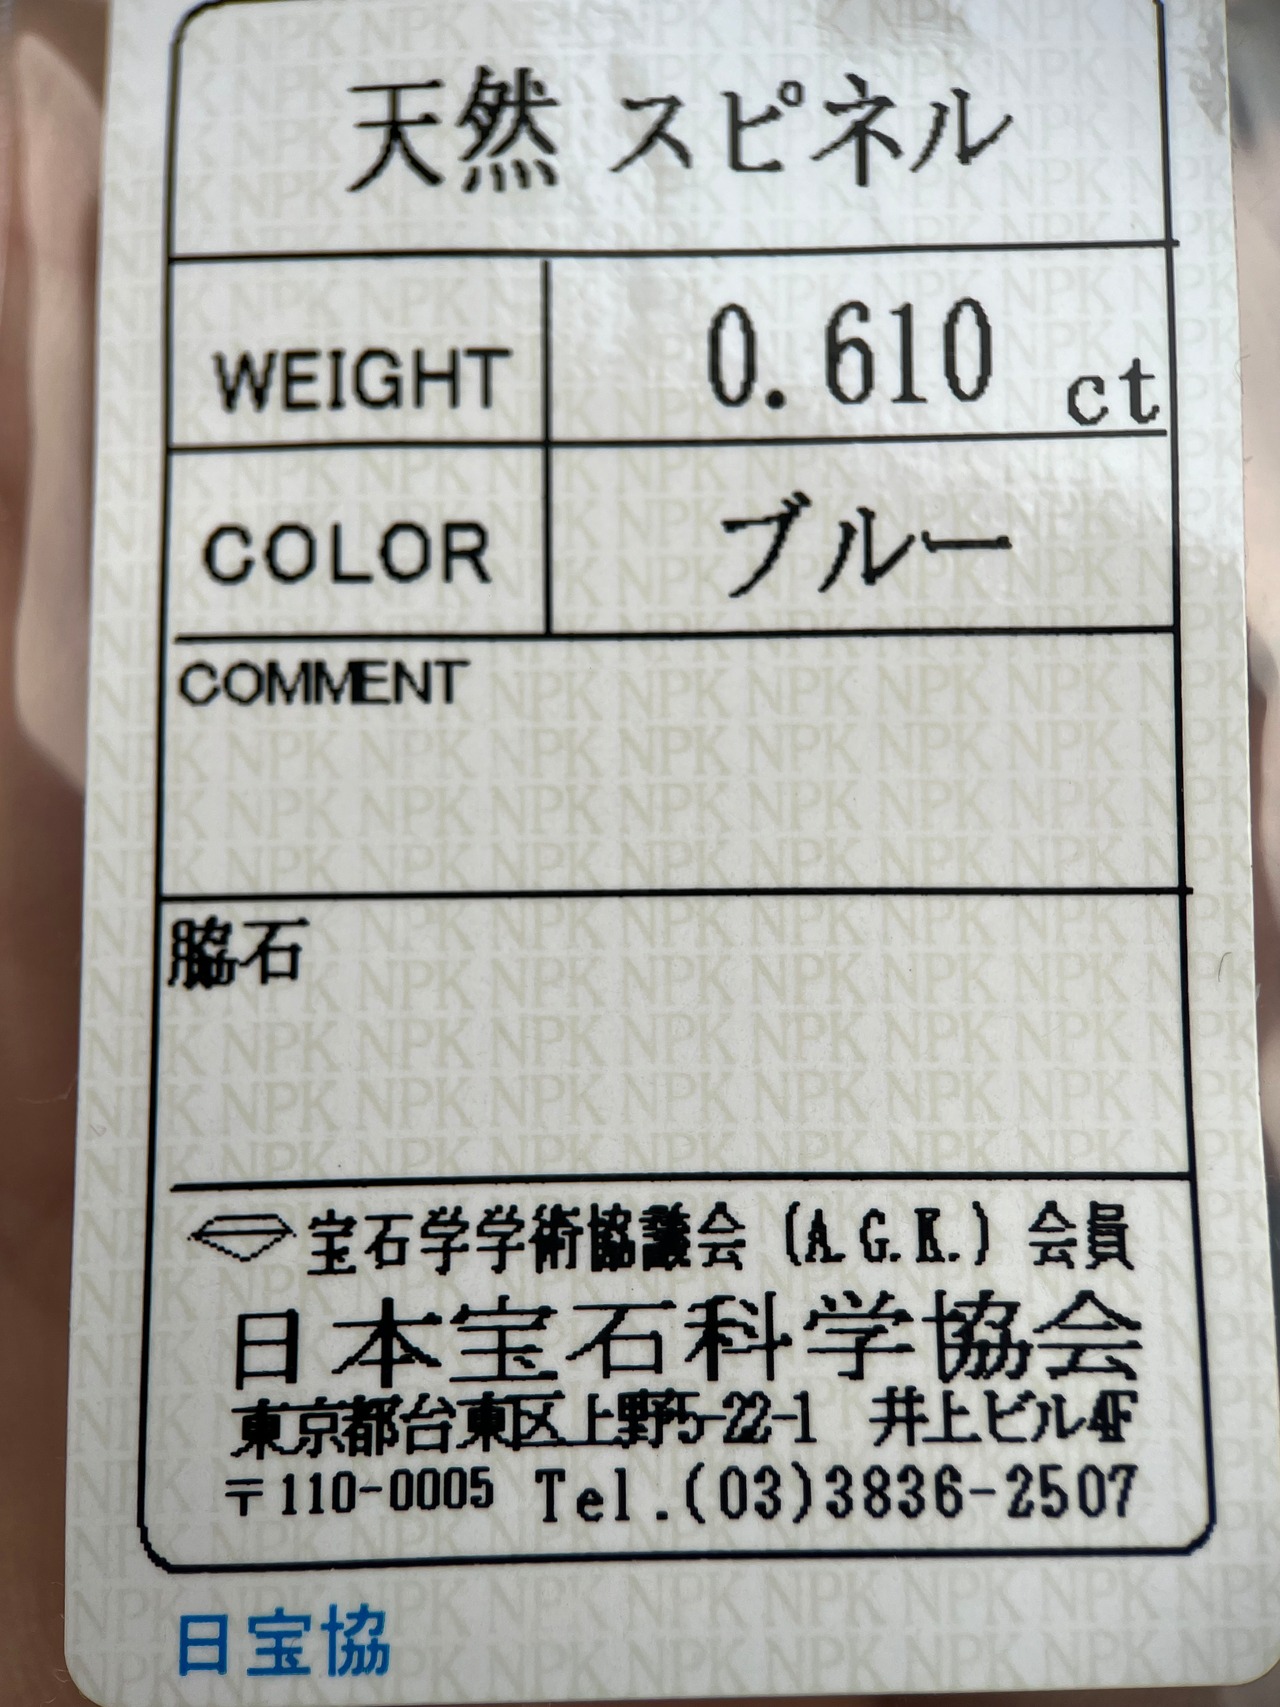 天然 スピネル
WEIGHT 0.610 ct
COLOR ブルー
COMMENT
脇石
宝石学学術協議会 (A.G.K.) 会員
日本宝石科学協会
東京都台東区上野5-22-1 井上ビル4F
〒110-0005 Tel.(03)3836-2507
日宝協